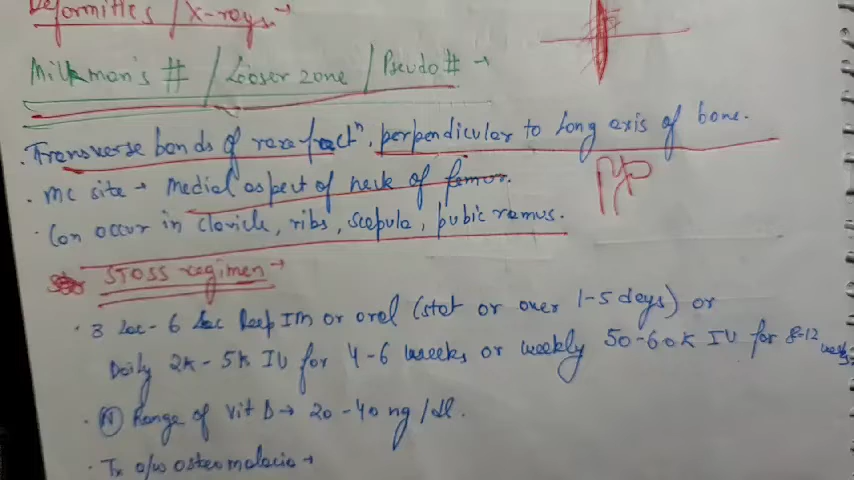 Deformities / X-rays →
Milkman's # / Looser zone / Pseudo # →
. Transverse bands of rarefractⁿ, perpendicular to long axis of bone.
. mc site → medial aspect of neck of femur.
. Can occur in clavicle, ribs, scapula, pubic ramus.
STOSS regimen →
. 3 Lac - 6 Lac Deep IM or oral (stat or over 1-5 days) or
Daily 2K - 5K IU for 4-6 weeks or weekly 50-60K IU for 8-12 weeks.
. (N) Range of Vit D → 20-40 ng/dl.
. Tx o/w osteomalacia →